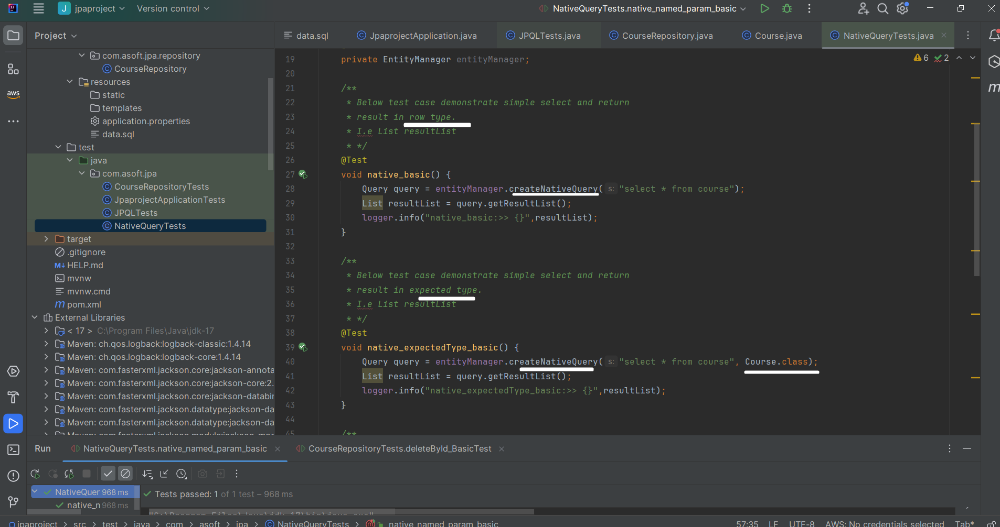 J jpaproject Version control NativeQueryTests.native_named_param_basic
Project data.sql JpaprojectApplication.java JPQLTests.java CourseRepository.java Course.java NativeQueryTests.java
com.asoft.jpa.repository
CourseRepository
resources
static
templates
application.properties
data.sql
test
java
com.asoft.jpa
CourseRepositoryTests
JpaprojectApplicationTests
JPQLTests
NativeQueryTests
target
.gitignore
M↓ HELP.md
mvnw
mvnw.cmd
m pom.xml
External Libraries
< 17 > C:\Program Files\Java\jdk-17
Maven: ch.qos.logback:logback-classic:1.4.14
Maven: ch.qos.logback:logback-core:1.4.14
Maven: com.fasterxml.jackson.core:jackson-annota
Maven: com.fasterxml.jackson.core:jackson-core:2.
Maven: com.fasterxml.jackson.core:jackson-databin
Maven: com.fasterxml.jackson.datatype:jackson-da
Maven: com.fasterxml.jackson.datatype:jackson-da
Maven: com.fasterxml.jackson.module:jackson-mod
aws
6 2
m
19 private EntityManager entityManager;
20
21 /**
22 * Below test case demonstrate simple select and return
23 * result in row type.
24 * I.e List resultList
25 * */
26 @Test
27 void native_basic() {
28 Query query = entityManager.createNativeQuery( s: "select * from course");
29 List resultList = query.getResultList();
30 logger.info("native_basic:>> {}",resultList);
31 }
32
33 /**
34 * Below test case demonstrate simple select and return
35 * result in expected type.
36 * I.e List resultList
37 * */
38 @Test
39 void native_expectedType_basic() {
40 Query query = entityManager.createNativeQuery( s: "select * from course", Course.class);
41 List resultList = query.getResultList();
42 logger.info("native_expectedType_basic:>> {}",resultList);
43 }
44
45 /**
Run NativeQueryTests.native_named_param_basic CourseRepositoryTests.deleteById_BasicTest
NativeQuer 968 ms
native_n 968 ms
Tests passed: 1 of 1 test – 968 ms
jpaproject > src > test > java > com > asoft > jpa > NativeQueryTests > native_named_param_basic
57:35 LF UTF-8 AWS: No credentials selected Tab*